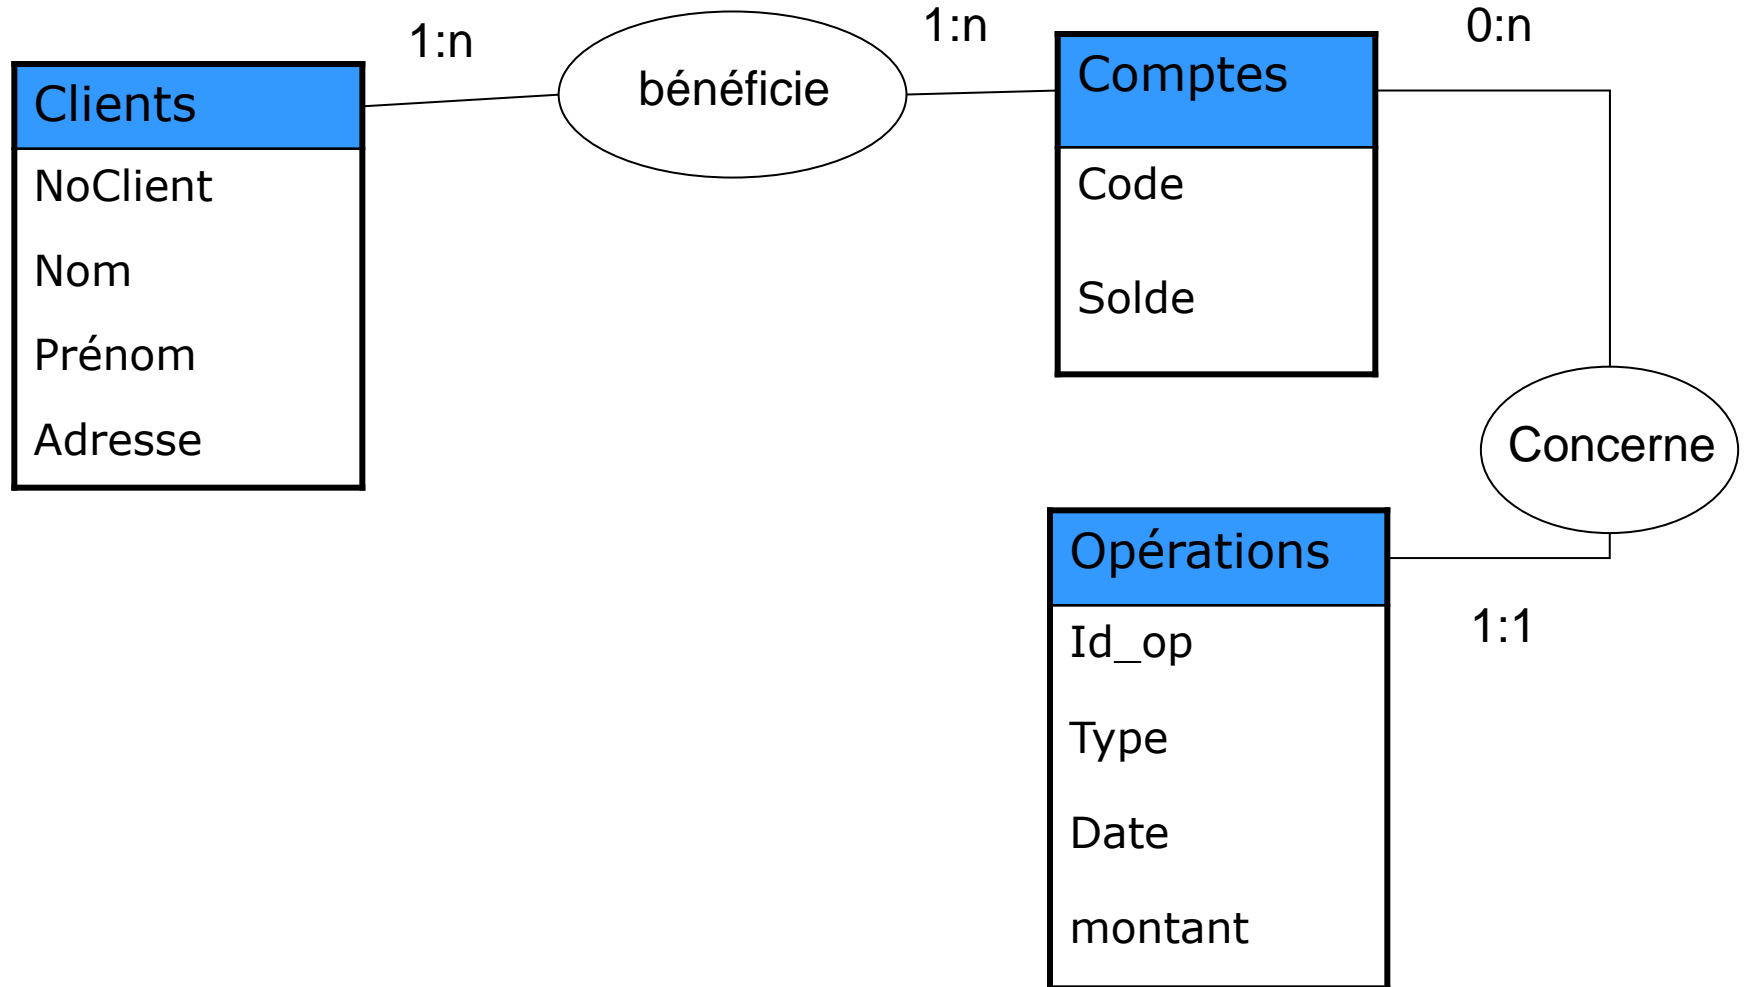 1:n
1:n
0:n
Clients
NoClient
Nom
Prénom
Adresse
bénéficie
Comptes
Code
Solde
Concerne
Opérations
Id_op
Type
Date
montant
1:1